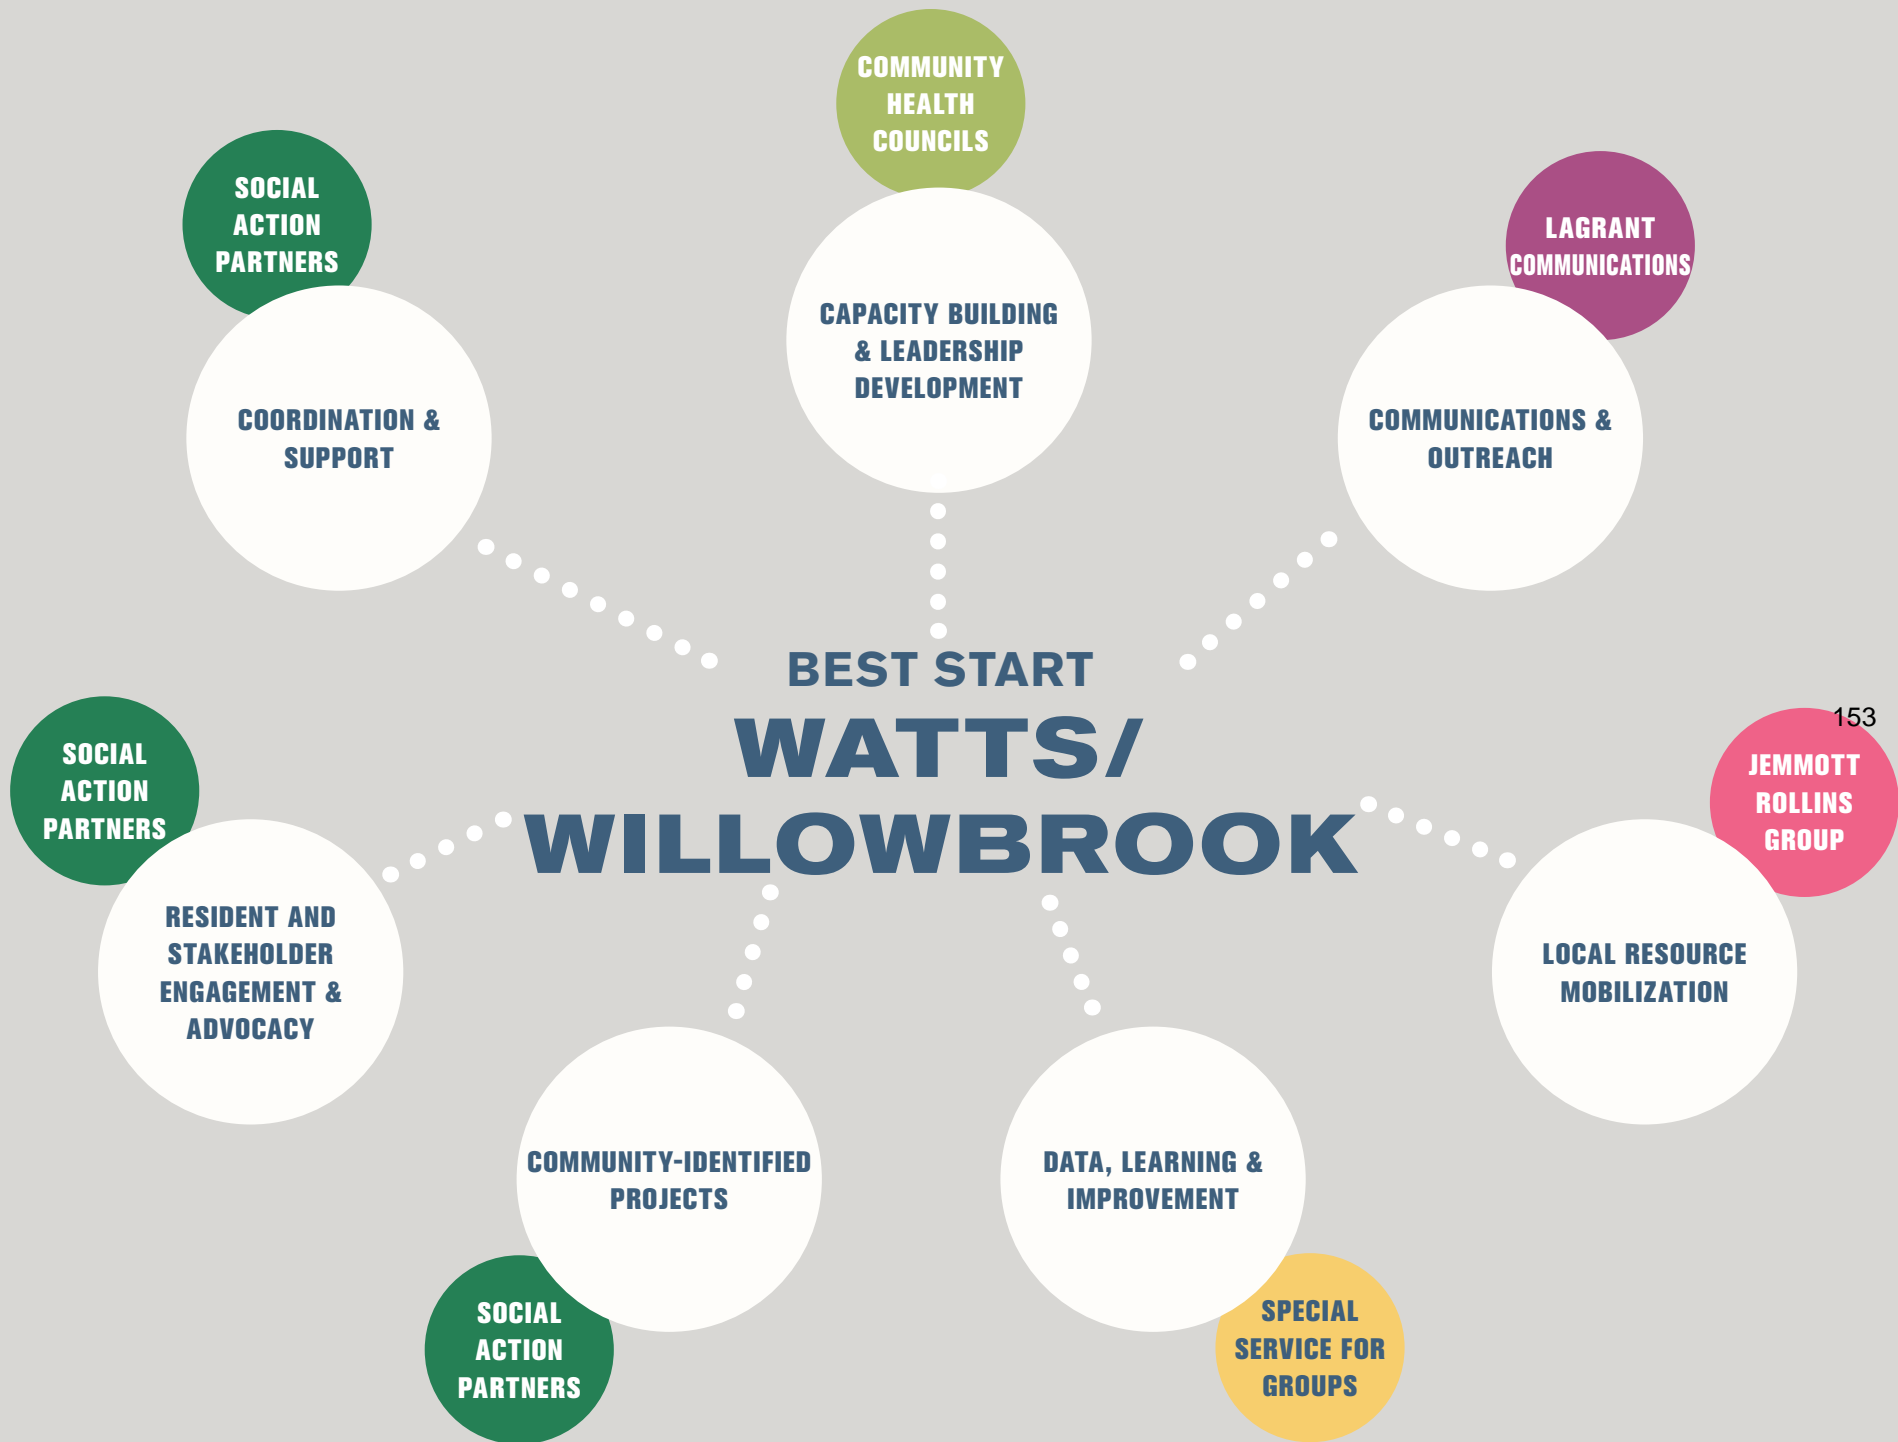 COMMUNITY
HEALTH
COUNCILS
SOCIAL
ACTION
PARTNERS
LAGRANT
COMMUNICATIONS
CAPACITY BUILDING
& LEADERSHIP
DEVELOPMENT
COORDINATION &
SUPPORT
COMMUNICATIONS &
OUTREACH
BEST START
WATTS/
WILLOWBROOK
153
SOCIAL
ACTION
PARTNERS
JEMMOTT
ROLLINS
GROUP
RESIDENT AND
STAKEHOLDER
ENGAGEMENT &
ADVOCACY
LOCAL RESOURCE
MOBILIZATION
COMMUNITY-IDENTIFIED
PROJECTS
DATA, LEARNING &
IMPROVEMENT
SOCIAL
ACTION
PARTNERS
SPECIAL
SERVICE FOR
GROUPS